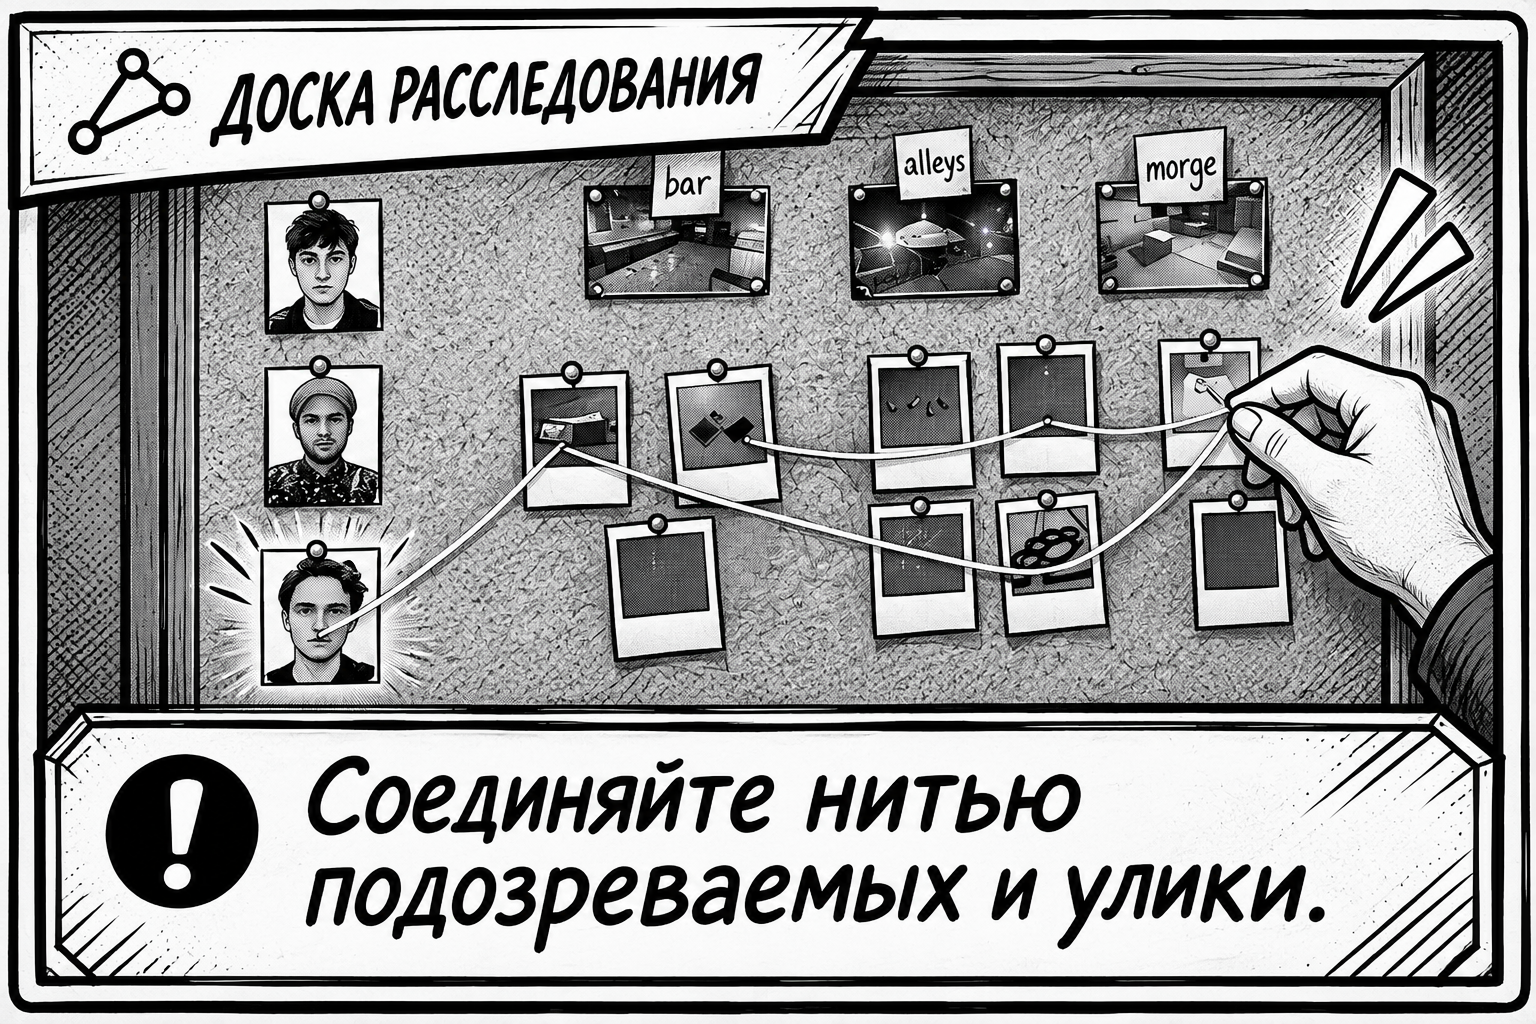 ДОСКА РАССЛЕДОВАНИЯ
bar
alleys
morge
Соединяйте нитью
подозреваемых и улики.